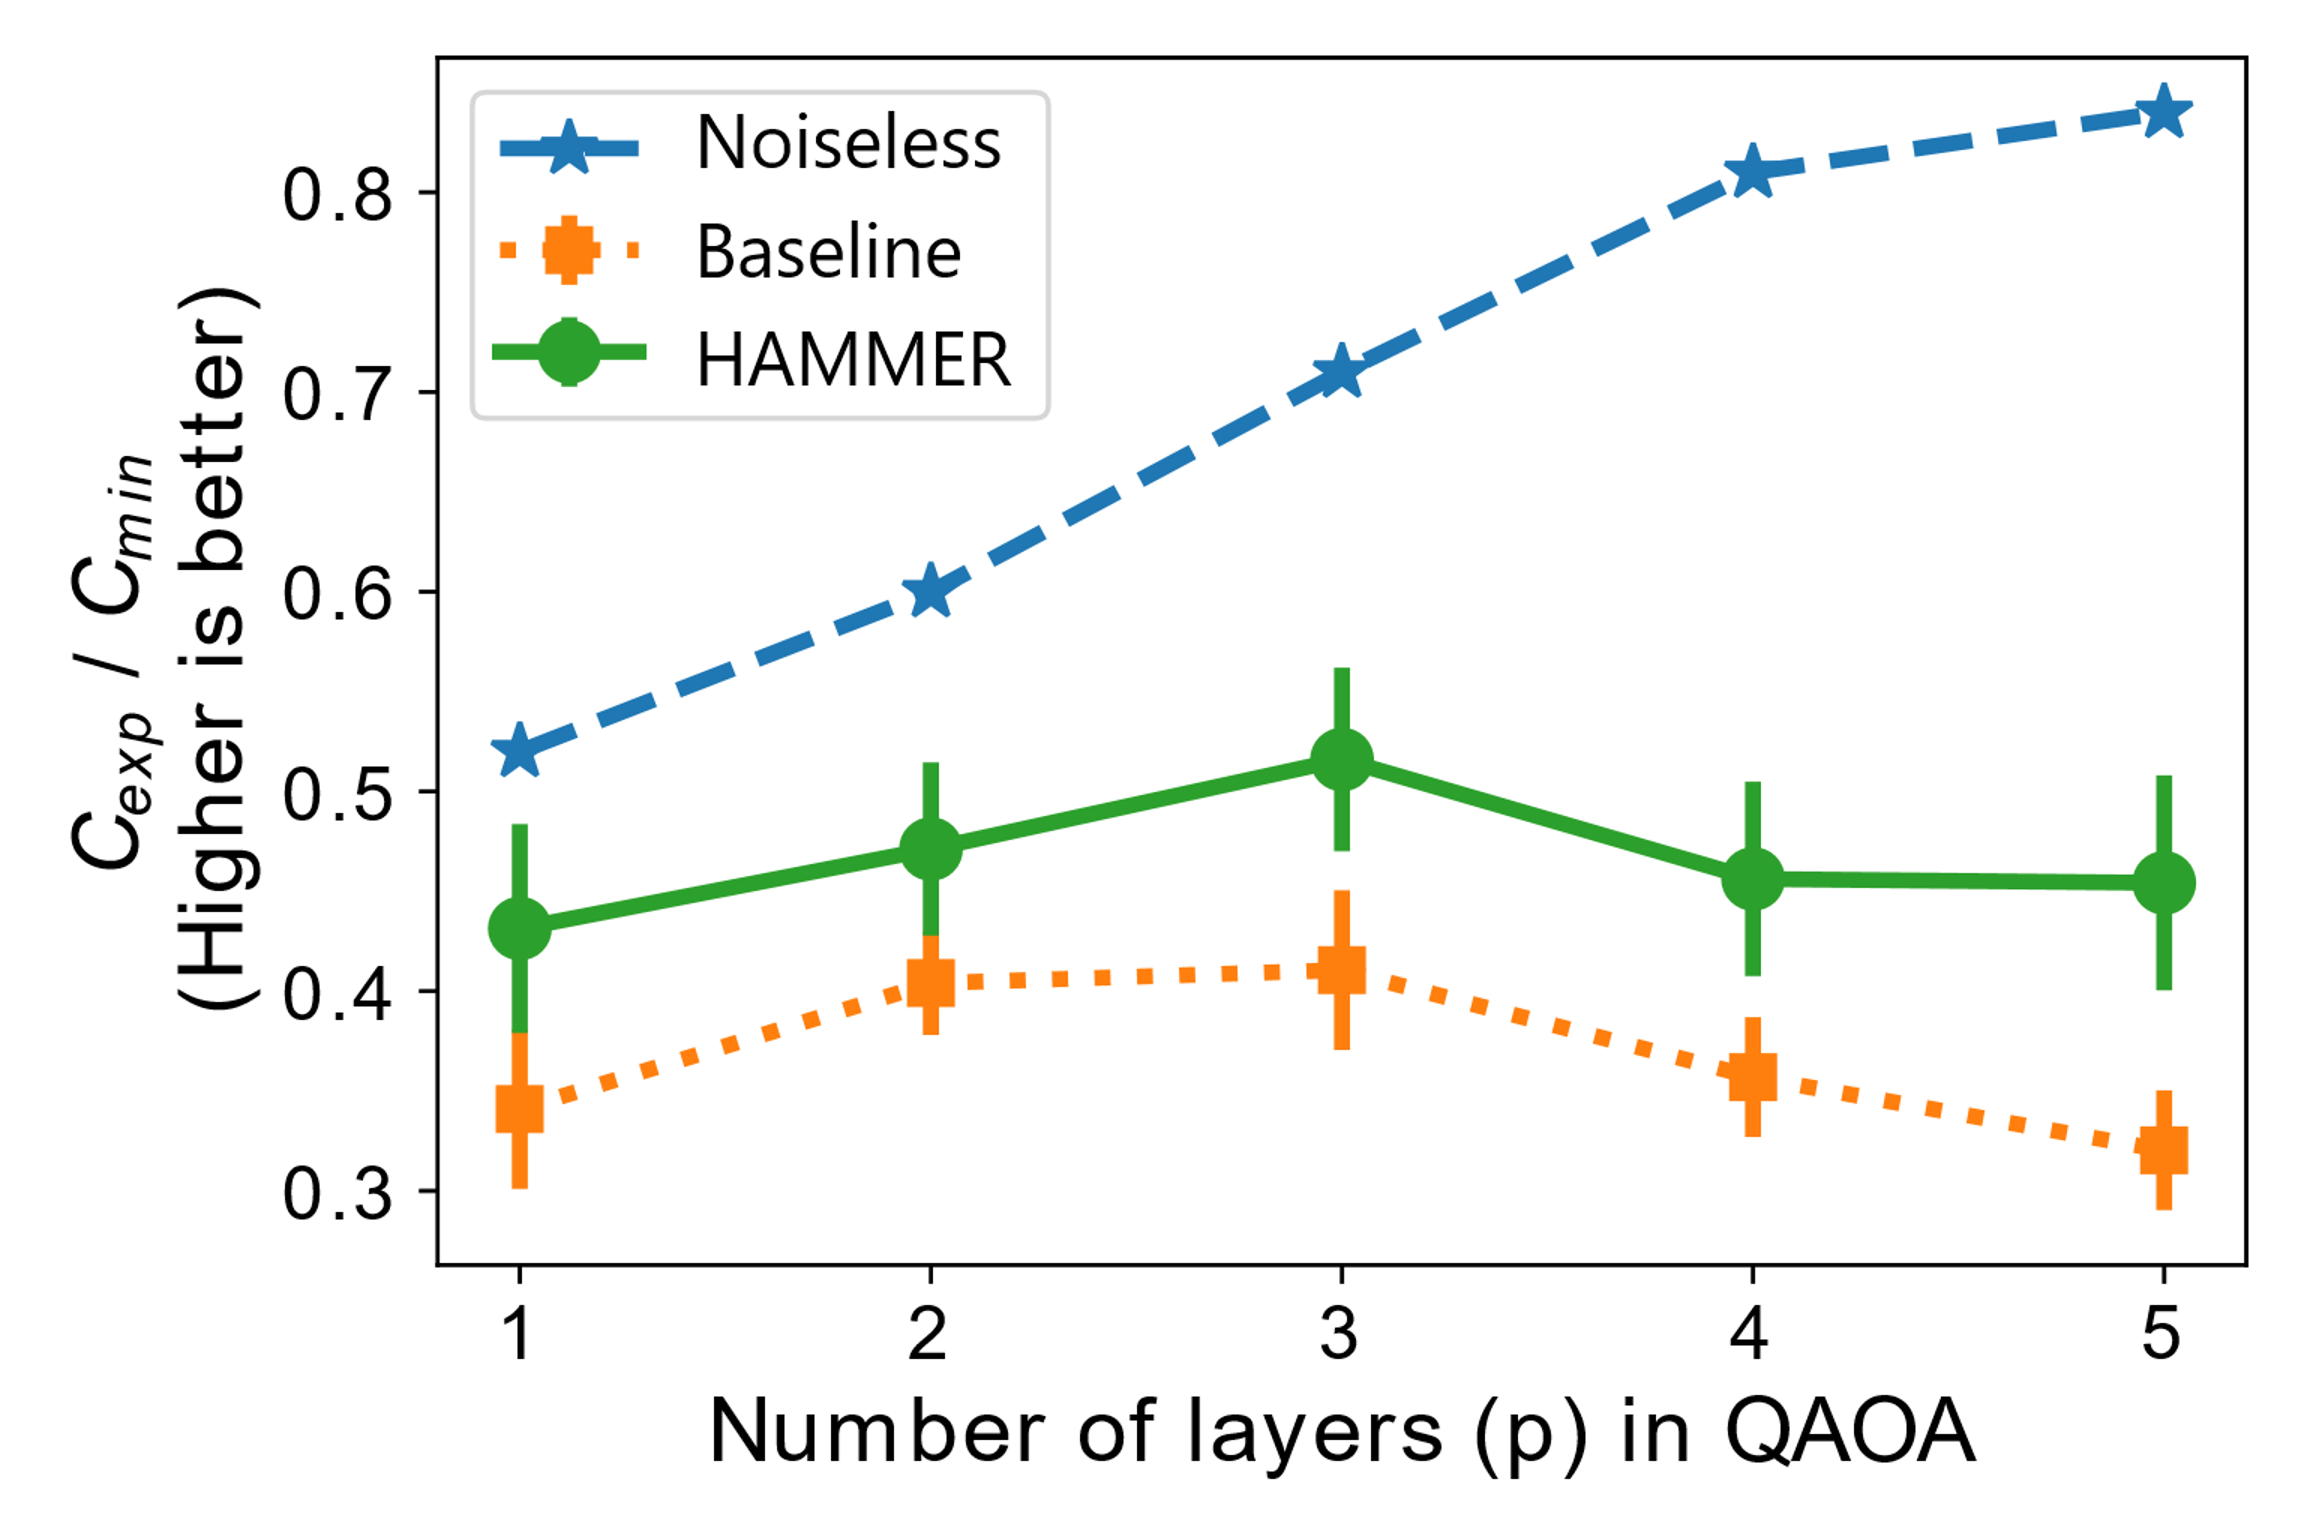 Noiseless
Baseline
HAMMER
C_exp / C_min
(Higher is better)
0.8
0.7
0.6
0.5
0.4
0.3
1 2 3 4 5
Number of layers (p) in QAOA